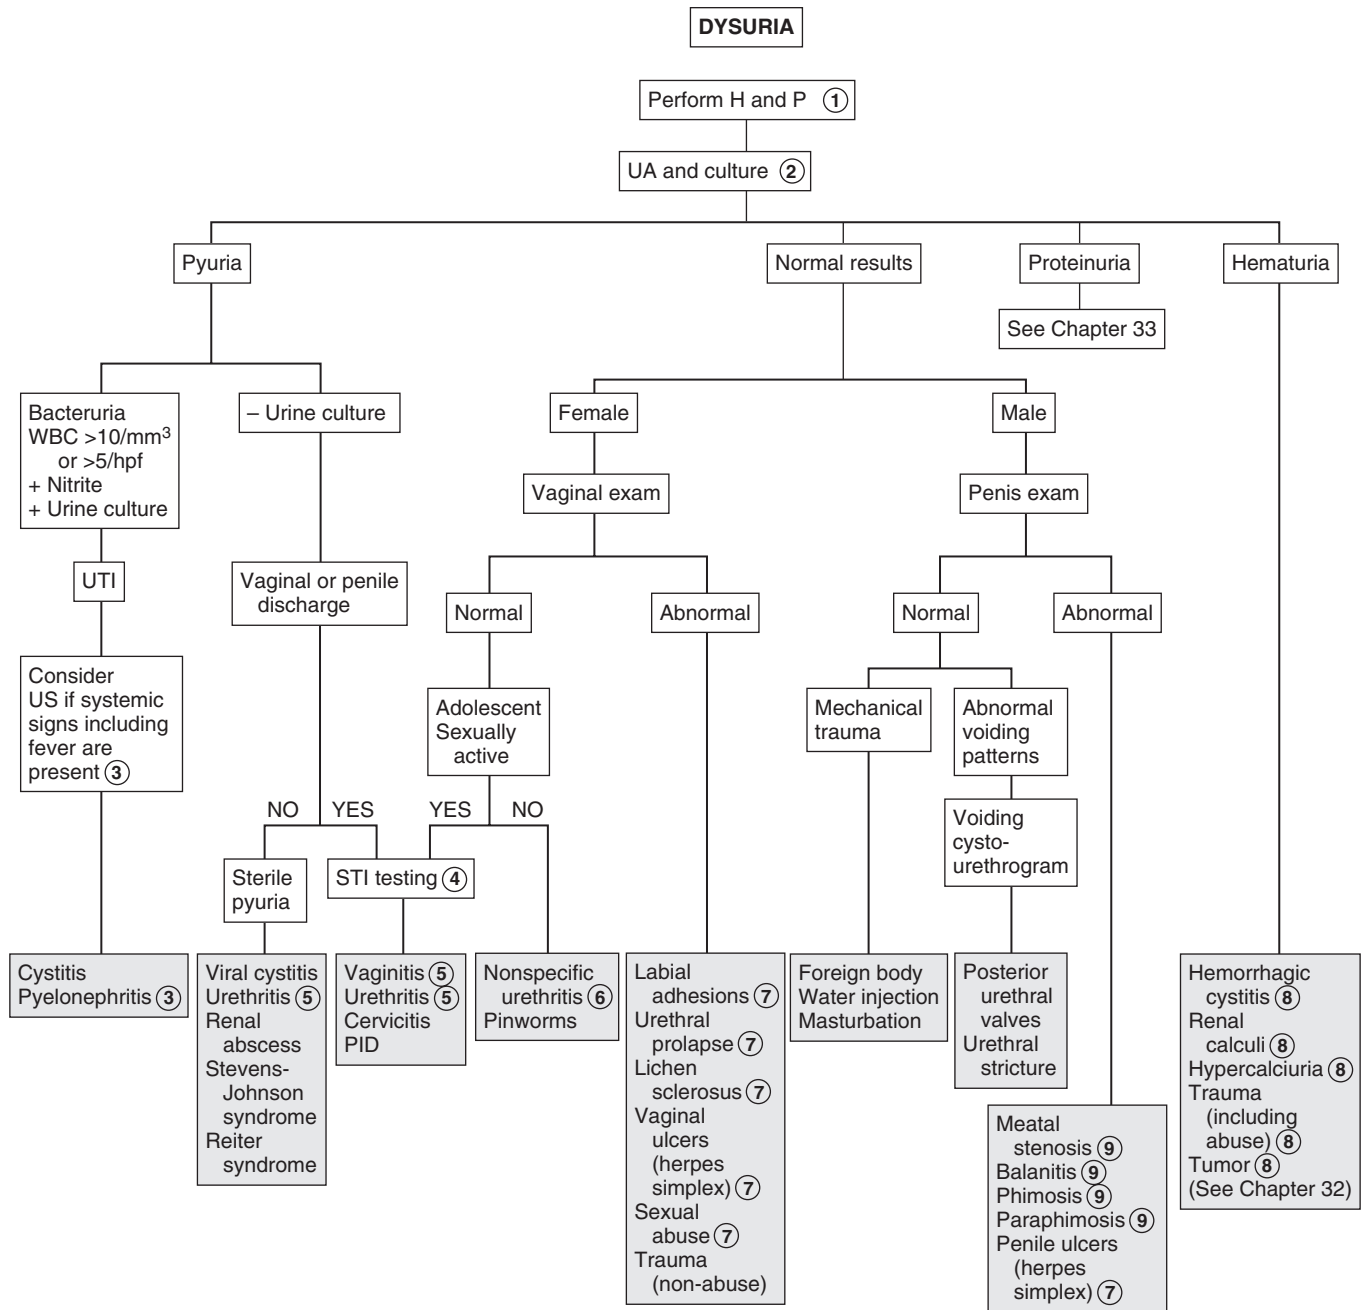 DYSURIA
Perform H and P 1
UA and culture 2
Pyuria
Normal results
Proteinuria
Hematuria
See Chapter 33
Bacteruria
WBC >10/mm³
or >5/hpf
+ Nitrite
+ Urine culture
– Urine culture
Female
Male
Vaginal exam
Penis exam
UTI
Vaginal or penile
discharge
Normal
Abnormal
Normal
Abnormal
Consider
US if systemic
signs including
fever are
present 3
Adolescent
Sexually
active
Mechanical
trauma
Abnormal
voiding
patterns
NO YES
YES NO
Voiding
cysto-
urethrogram
Sterile
pyuria
STI testing 4
Cystitis
Pyelonephritis 3
Viral cystitis
Urethritis 5
Renal
abscess
Stevens-
Johnson
syndrome
Reiter
syndrome
Vaginitis 5
Urethritis 5
Cervicitis
PID
Nonspecific
urethritis 6
Pinworms
Labial
adhesions 7
Urethral
prolapse 7
Lichen
sclerosus 7
Vaginal
ulcers
(herpes
simplex) 7
Sexual
abuse 7
Trauma
(non-abuse)
Foreign body
Water injection
Masturbation
Posterior
urethral
valves
Urethral
stricture
Meatal
stenosis 9
Balanitis 9
Phimosis 9
Paraphimosis 9
Penile ulcers
(herpes
simplex) 7
Hemorrhagic
cystitis 8
Renal
calculi 8
Hypercalciuria 8
Trauma
(including
abuse) 8
Tumor 8
(See Chapter 32)